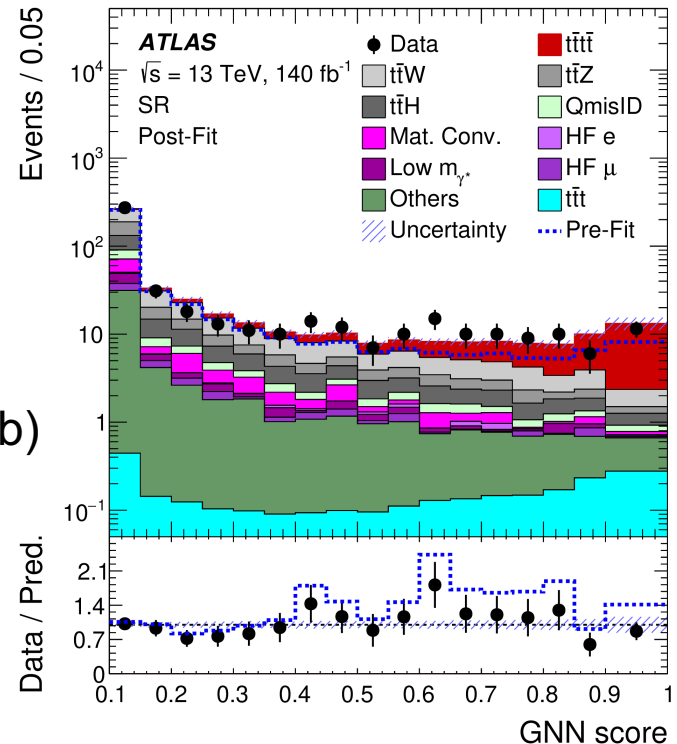 ATLAS
√s = 13 TeV, 140 fb⁻¹
SR
Post-Fit
Data
tt̄W
tt̄H
Mat. Conv.
Low m_γ*
Others
Uncertainty
tt̄tt̄
tt̄Z
QmisID
HF e
HF μ
tt̄t
Pre-Fit
Events / 0.05
10⁴
10³
10²
10
1
10⁻¹
b)
Data / Pred.
2.1
1.4
0.7
0
0.1 0.2 0.3 0.4 0.5 0.6 0.7 0.8 0.9 1
GNN score